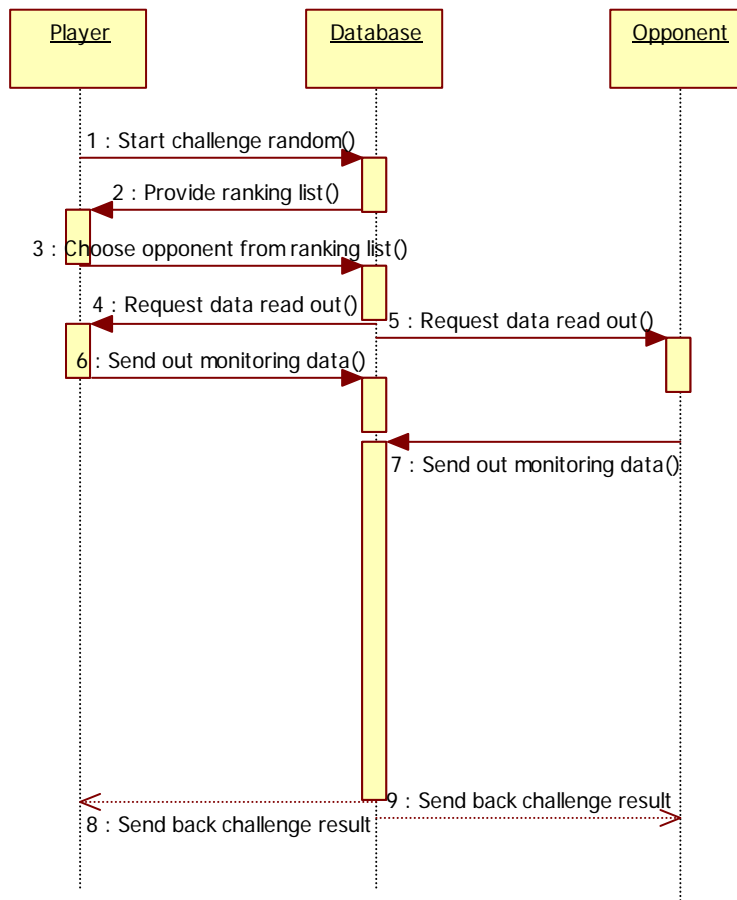 Player
Database
Opponent
1 : Start challenge random()
2 : Provide ranking list()
3 : Choose opponent from ranking list()
4 : Request data read out()
5 : Request data read out()
6 : Send out monitoring data()
7 : Send out monitoring data()
9 : Send back challenge result
8 : Send back challenge result